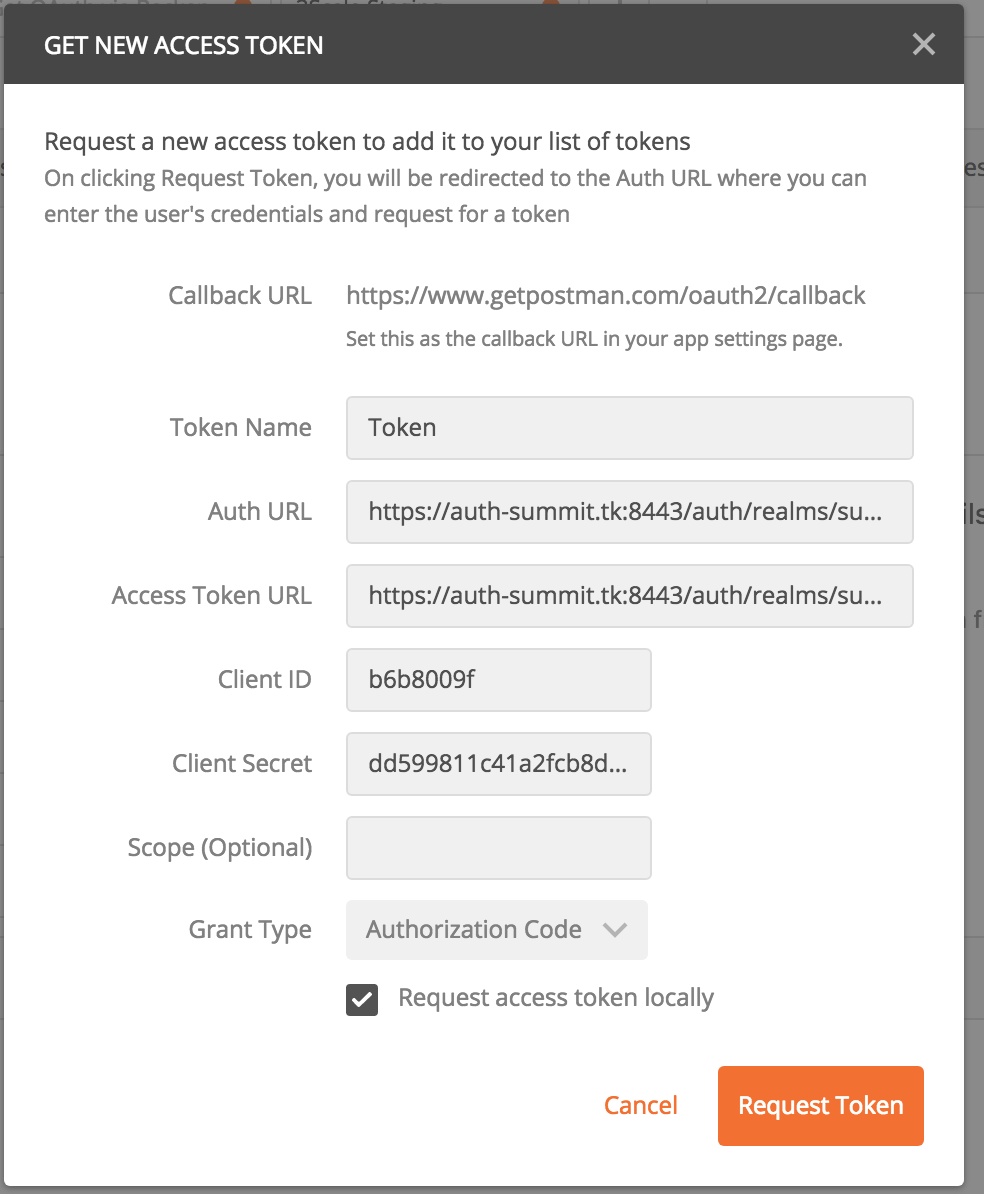 GET NEW ACCESS TOKEN
Request a new access token to add it to your list of tokens
On clicking Request Token, you will be redirected to the Auth URL where you can
enter the user's credentials and request for a token
Callback URL https://www.getpostman.com/oauth2/callback
Set this as the callback URL in your app settings page.
Token Name Token
Auth URL https://auth-summit.tk:8443/auth/realms/su...
Access Token URL https://auth-summit.tk:8443/auth/realms/su...
Client ID b6b8009f
Client Secret dd599811c41a2fcb8d...
Scope (Optional)
Grant Type Authorization Code
Request access token locally
Cancel Request Token